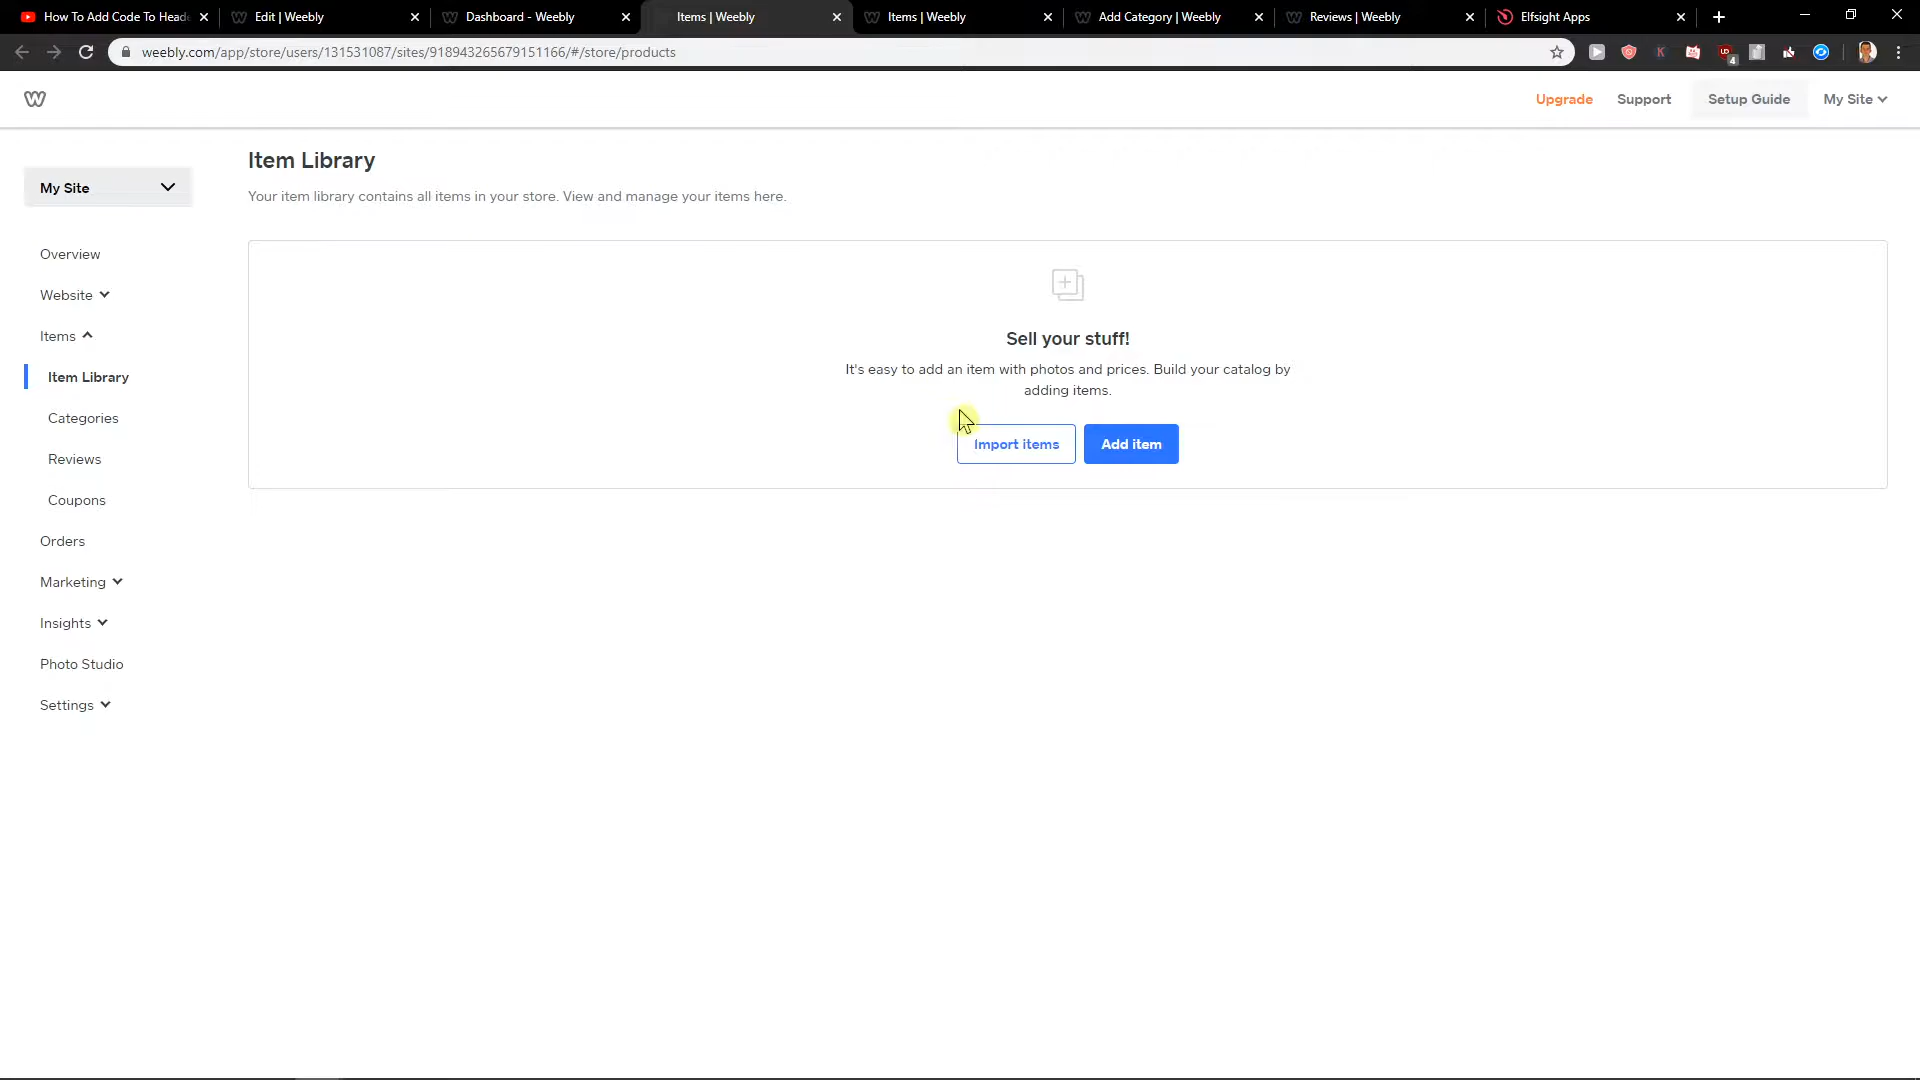 How To Add Code To Heade
Edit | Weebly
Dashboard - Weebly
Items | Weebly
Items | Weebly
Add Category | Weebly
Reviews | Weebly
Elfsight Apps
weebly.com/app/store/users/131531087/sites/918943265679151166/#/store/products
4
Upgrade
Support
Setup Guide
My Site
My Site
Overview
Website
Items
Item Library
Categories
Reviews
Coupons
Orders
Marketing
Insights
Photo Studio
Settings
Item Library
Your item library contains all items in your store. View and manage your items here.
Sell your stuff!
It's easy to add an item with photos and prices. Build your catalog by
adding items.
Import items
Add item